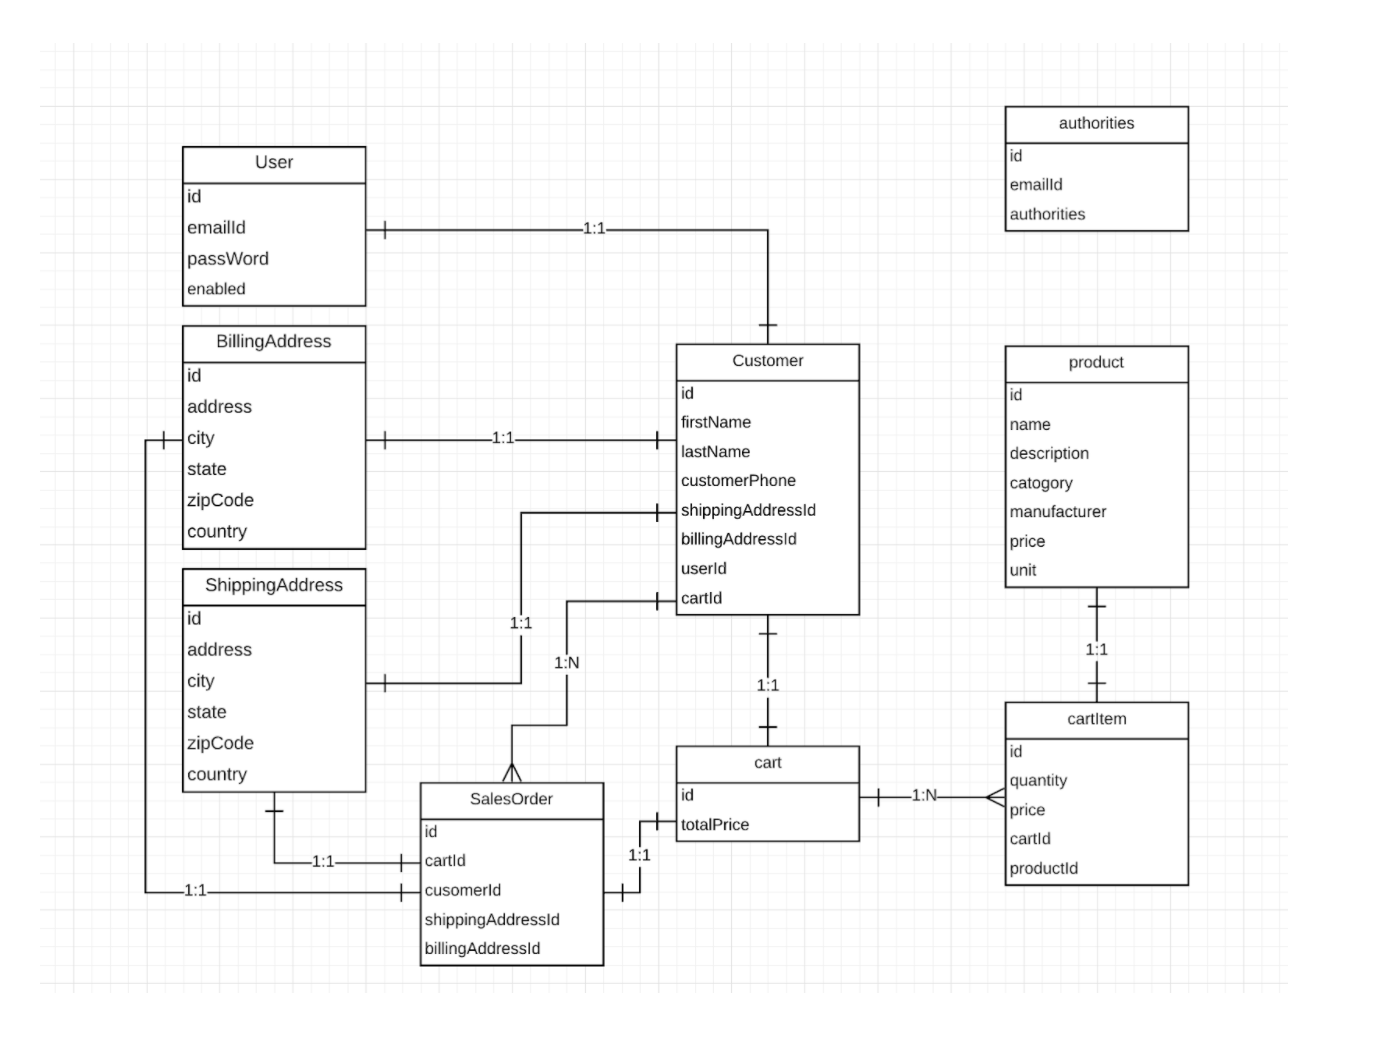 User
id
emailId
passWord
enabled
1:1
authorities
id
emailId
authorities
BillingAddress
id
address
city
state
zipCode
country
1:1
Customer
id
firstName
lastName
customerPhone
shippingAddressId
billingAddressId
userId
cartId
product
id
name
description
catogory
manufacturer
price
unit
ShippingAddress
id
address
city
state
zipCode
country
1:1
1:N
1:1
1:1
SalesOrder
id
cartId
cusomerId
shippingAddressId
billingAddressId
1:1
1:1
1:1
cart
id
totalPrice
1:N
cartItem
id
quantity
price
cartId
productId